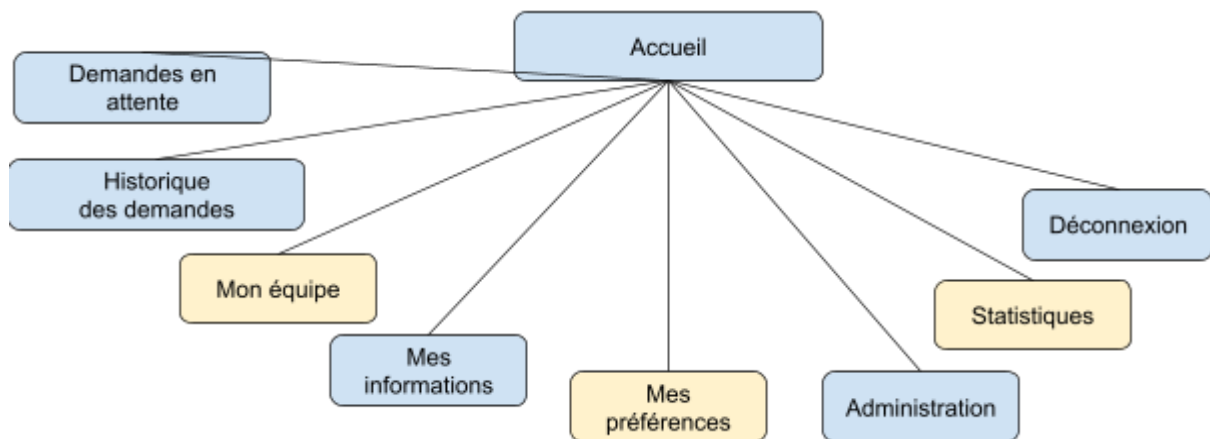 Accueil
Demandes en
attente
Historique
des demandes
Déconnexion
Mon équipe
Statistiques
Mes
informations
Mes
préférences
Administration